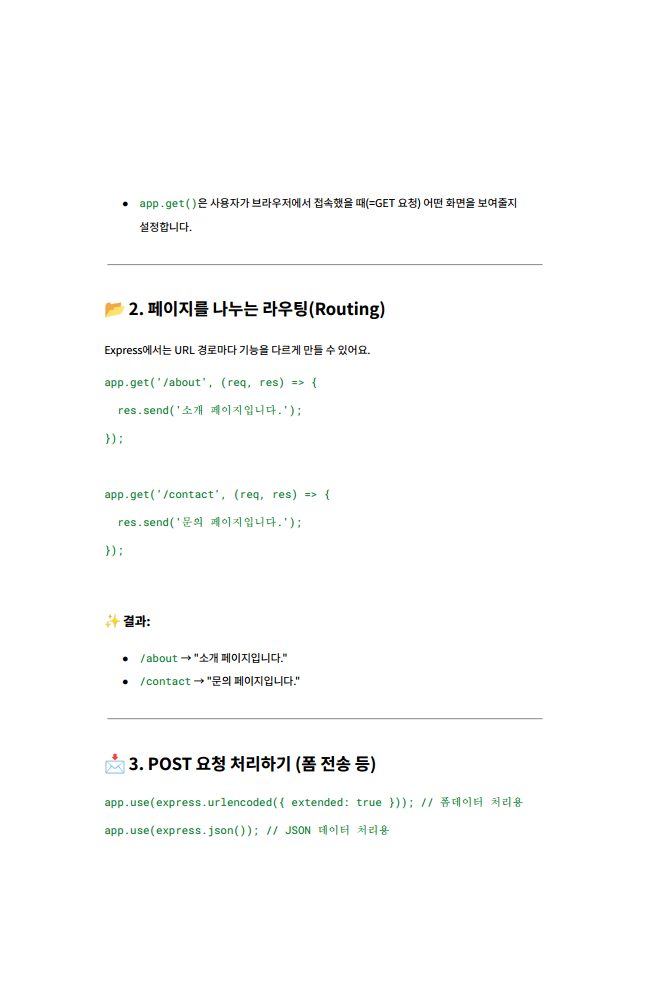 ● app.get()은 사용자가 브라우저에서 접속했을 때(=GET 요청) 어떤 화면을 보여줄지
설정합니다.
📂 2. 페이지를 나누는 라우팅(Routing)
Express에서는 URL 경로마다 기능을 다르게 만들 수 있어요.
app.get('/about', (req, res) => {
  res.send('소개 페이지입니다.');
});
app.get('/contact', (req, res) => {
  res.send('문의 페이지입니다.');
});
✨ 결과:
● /about → "소개 페이지입니다."
● /contact → "문의 페이지입니다."
📩 3. POST 요청 처리하기 (폼 전송 등)
app.use(express.urlencoded({ extended: true })); // 폼데이터 처리용
app.use(express.json()); // JSON 데이터 처리용